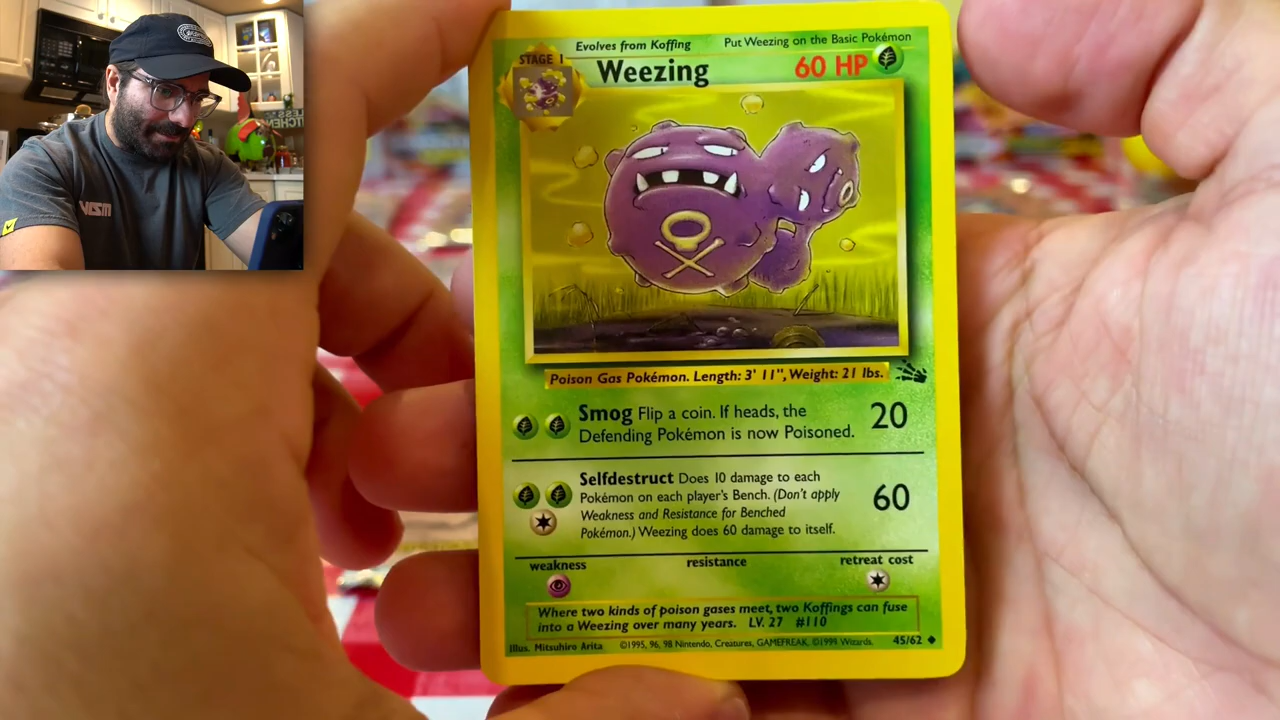 Evolves from Koffing
Put Weezing on the Basic Pokémon
STAGE 1
Weezing
60 HP
Poison Gas Pokémon. Length: 3' 11", Weight: 21 lbs.
Smog Flip a coin. If heads, the
Defending Pokémon is now Poisoned.
20
Selfdestruct Does 10 damage to each
Pokémon on each player's Bench. (Don't apply
Weakness and Resistance for Benched
Pokémon.) Weezing does 60 damage to itself.
60
weakness
resistance
retreat cost
Where two kinds of poison gases meet, two Koffings can fuse
into a Weezing over many years. LV. 27 #110
Illus. Mitsuhiro Arita
©1995, 96, 98 Nintendo, Creatures, GAMEFREAK. ©1999 Wizards.
45/62